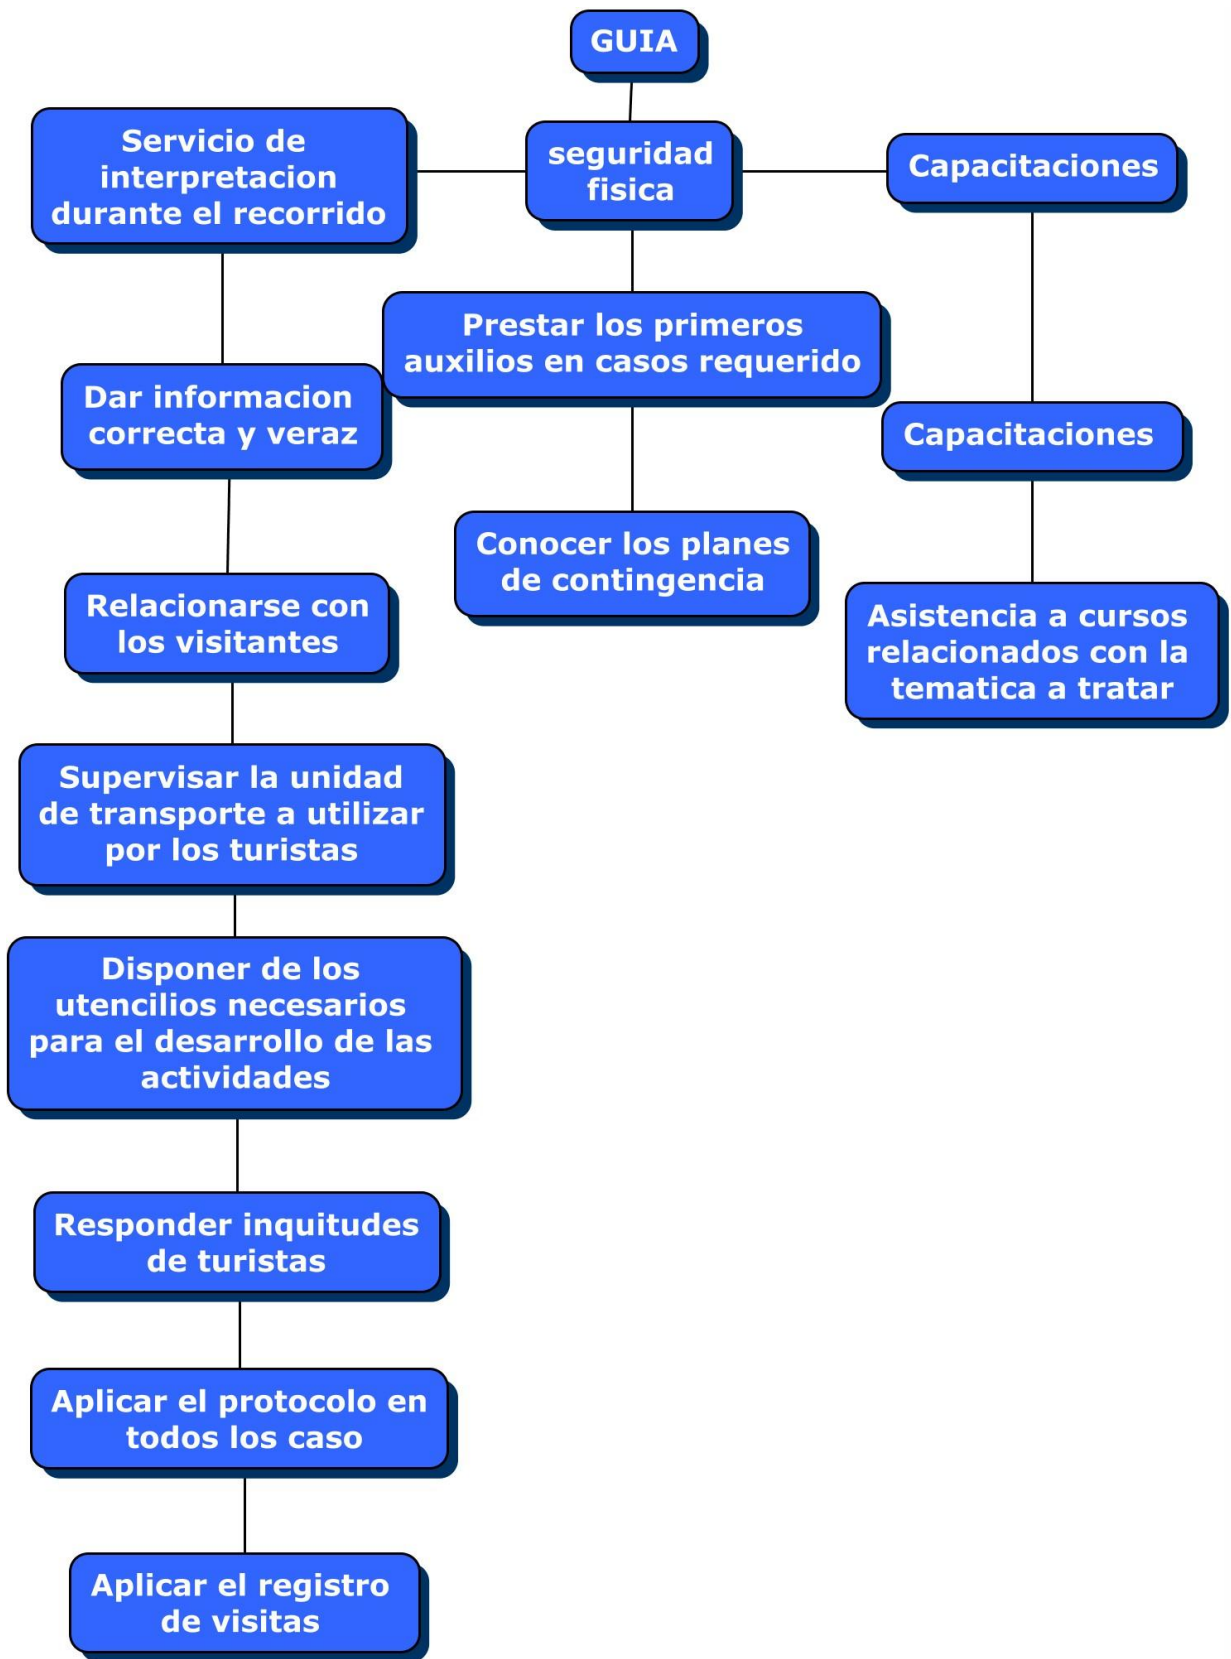 GUIA
Servicio de
interpretacion
durante el recorrido
seguridad
fisica
Capacitaciones
Prestar los primeros
auxilios en casos requerido
Dar informacion
correcta y veraz
Capacitaciones
Conocer los planes
de contingencia
Relacionarse con
los visitantes
Asistencia a cursos
relacionados con la
tematica a tratar
Supervisar la unidad
de transporte a utilizar
por los turistas
Disponer de los
utencilios necesarios
para el desarrollo de las
actividades
Responder inquitudes
de turistas
Aplicar el protocolo en
todos los caso
Aplicar el registro
de visitas